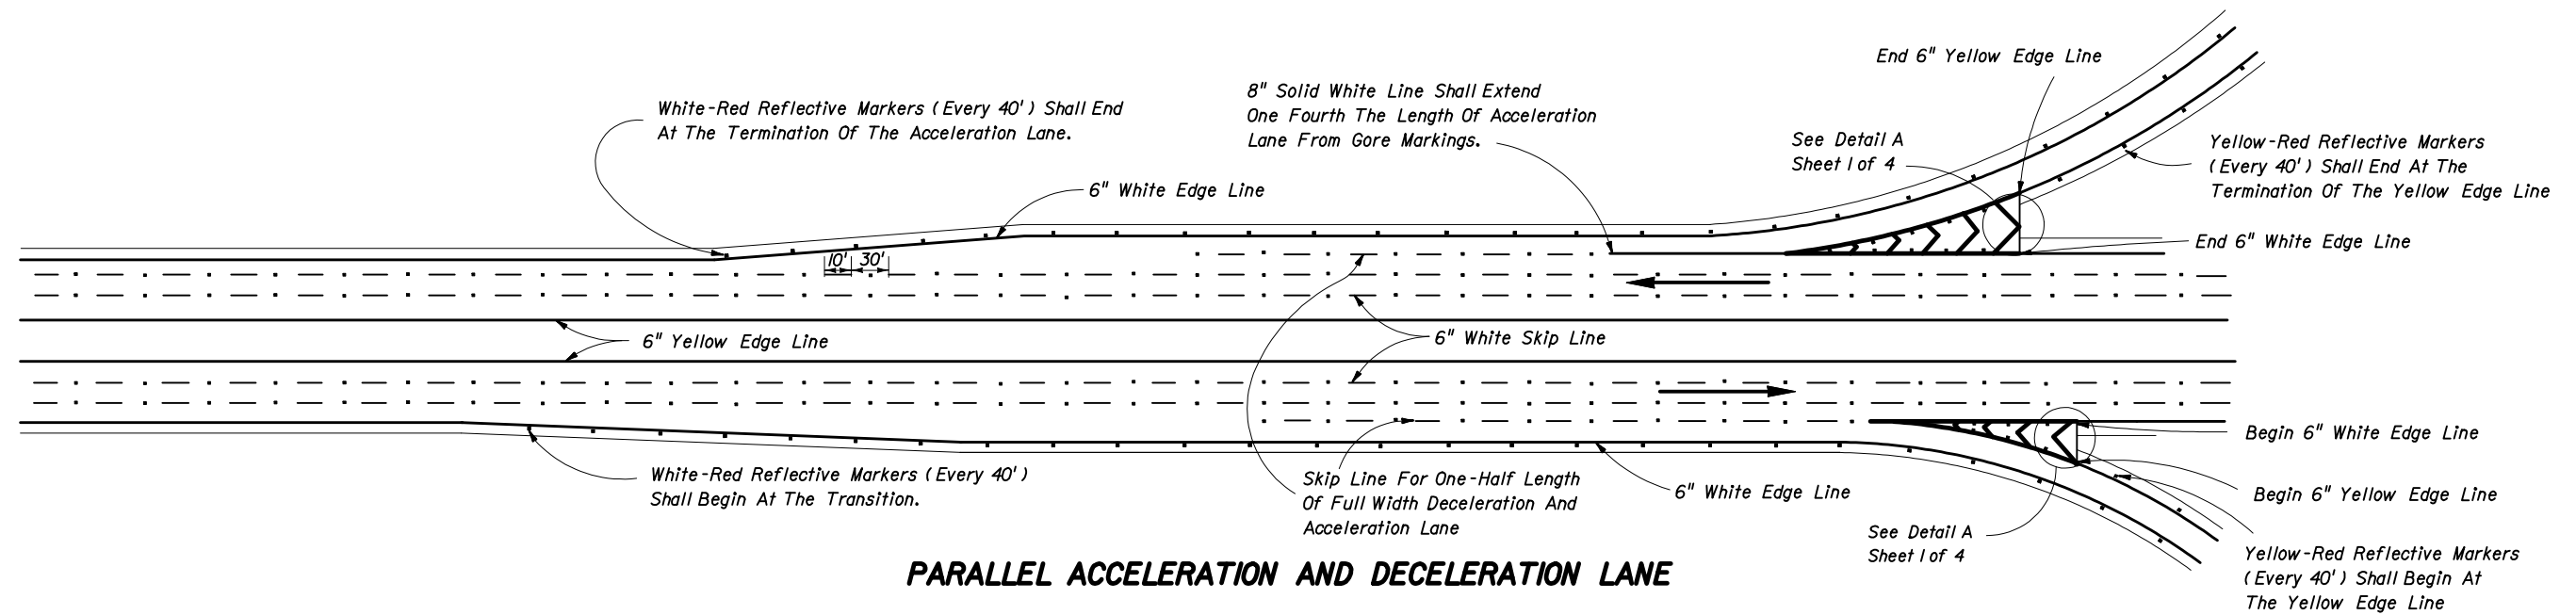 End 6" Yellow Edge Line
8" Solid White Line Shall Extend
One Fourth The Length Of Acceleration
Lane From Gore Markings.
White-Red Reflective Markers (Every 40') Shall End
At The Termination Of The Acceleration Lane.
See Detail A
Sheet 1 of 4
Yellow-Red Reflective Markers
(Every 40') Shall End At The
Termination Of The Yellow Edge Line
6" White Edge Line
End 6" White Edge Line
10' 30'
6" Yellow Edge Line
6" White Skip Line
Begin 6" White Edge Line
White-Red Reflective Markers (Every 40')
Shall Begin At The Transition.
Skip Line For One-Half Length
Of Full Width Deceleration And
Acceleration Lane
6" White Edge Line
Begin 6" Yellow Edge Line
See Detail A
Sheet 1 of 4
Yellow-Red Reflective Markers
(Every 40') Shall Begin At
The Yellow Edge Line
PARALLEL ACCELERATION AND DECELERATION LANE